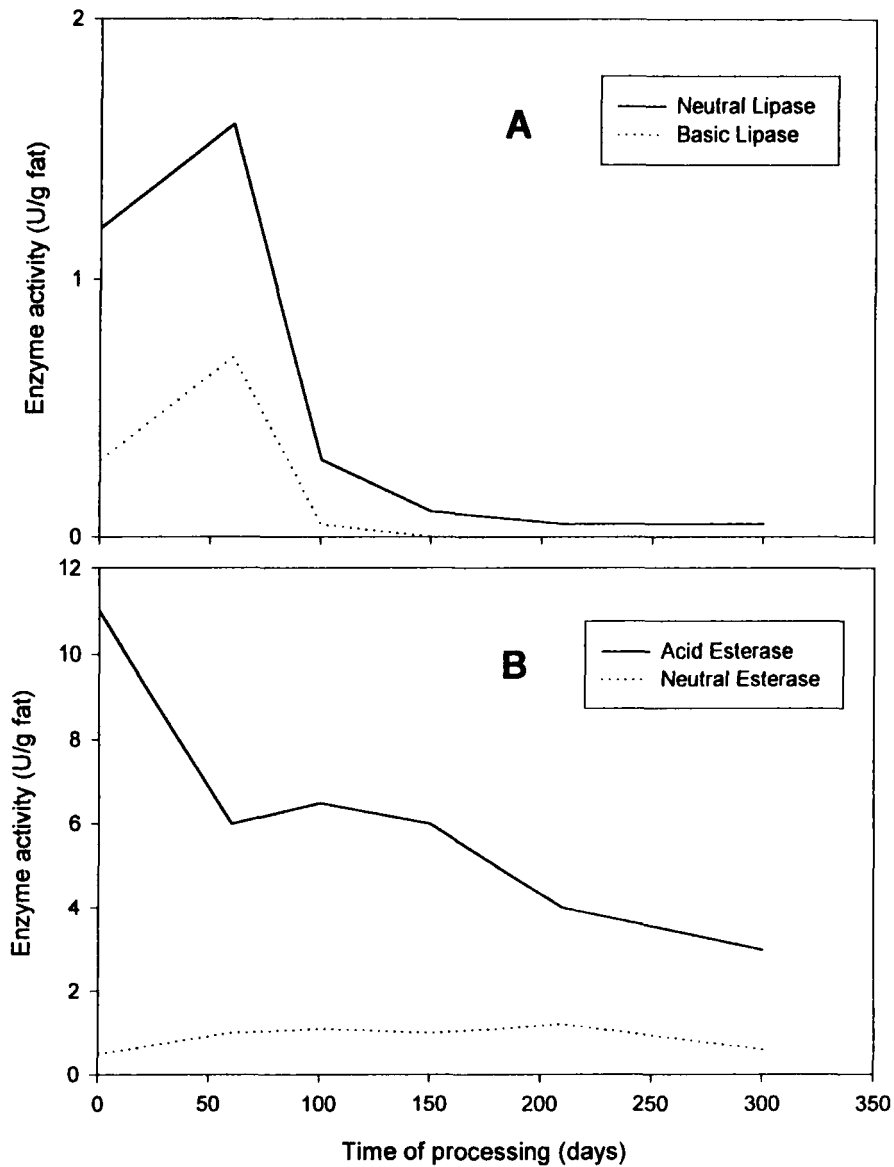 2
A
Neutral Lipase
Basic Lipase
1
Enzyme activity (U/g fat)
0
12
B
Acid Esterase
Neutral Esterase
10
8
6
Enzyme activity (U/g fat)
4
2
0
0 50 100 150 200 250 300 350
Time of processing (days)